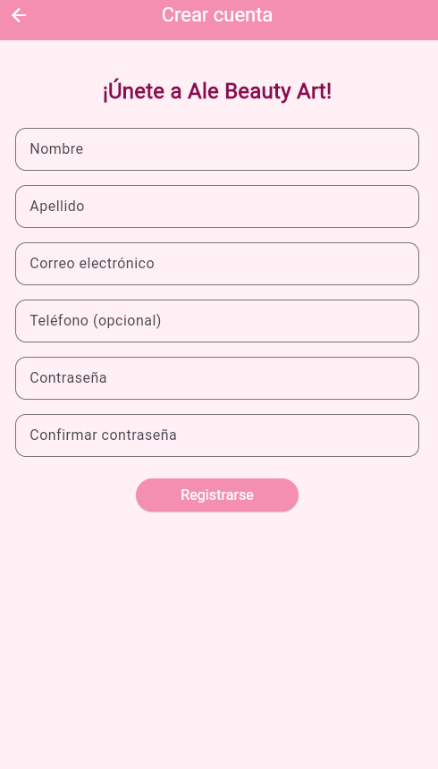 Crear cuenta
¡Únete a Ale Beauty Art!
Nombre
Apellido
Correo electrónico
Teléfono (opcional)
Contraseña
Confirmar contraseña
Registrarse